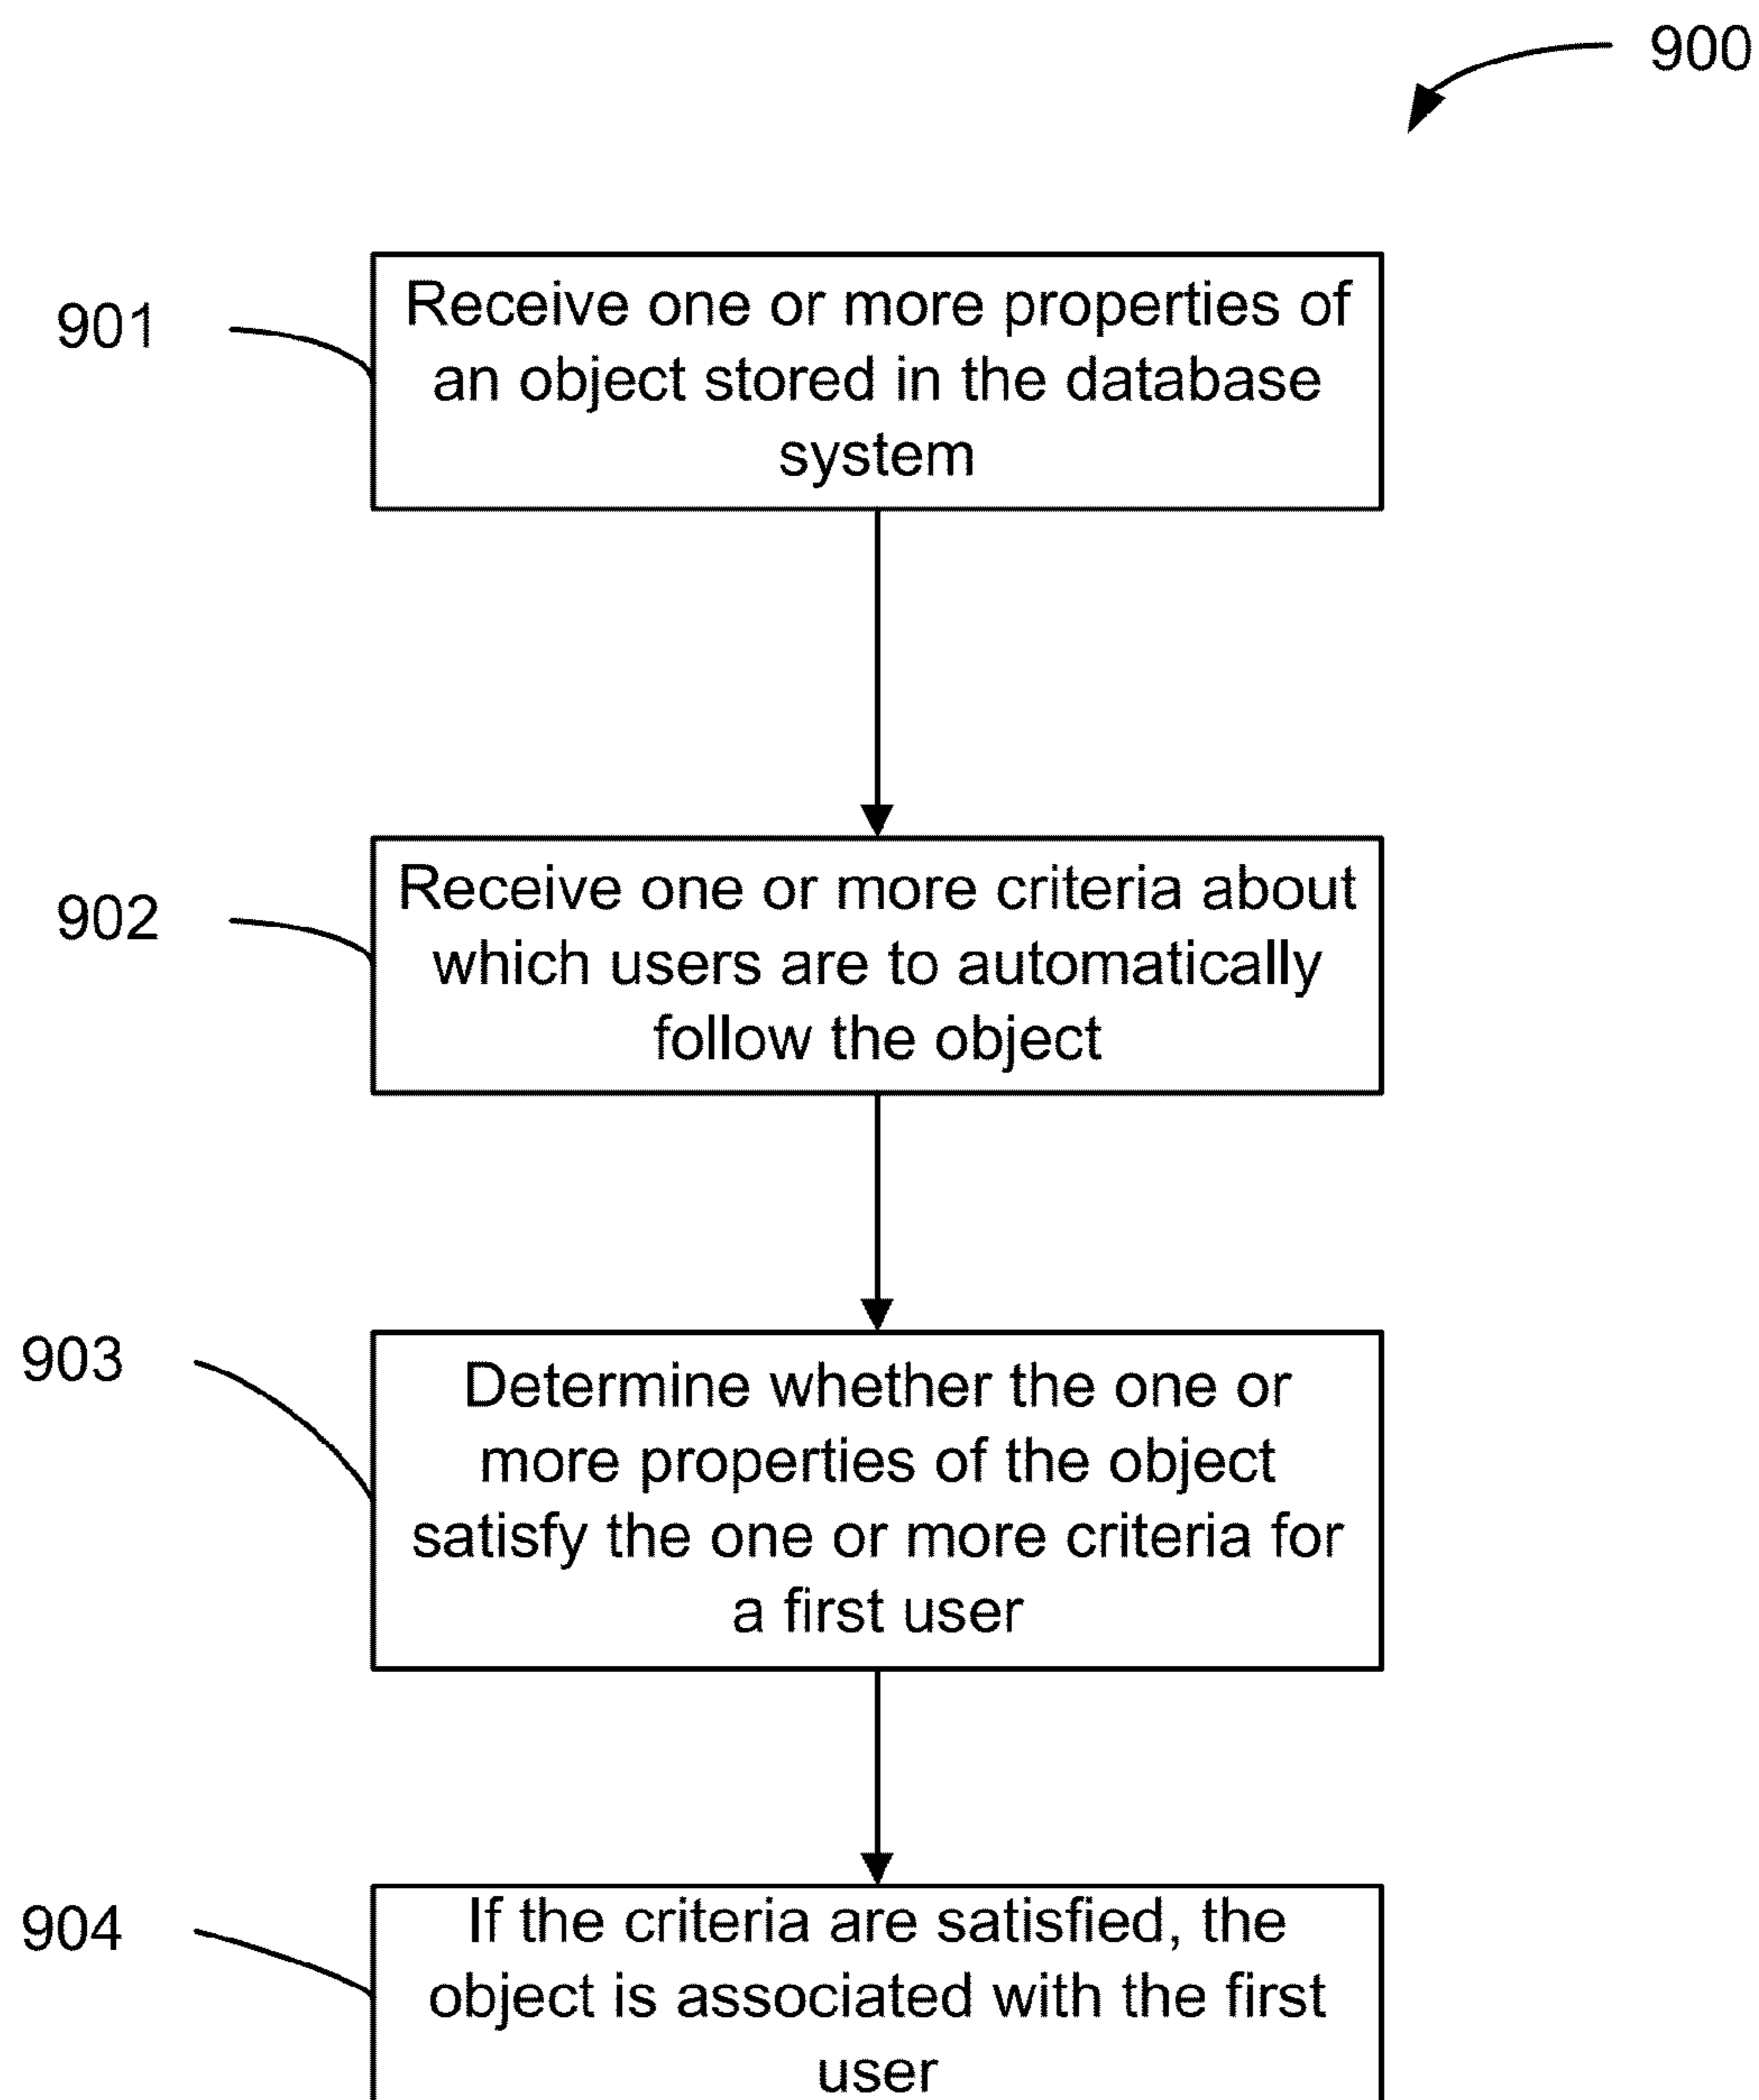 900
901
Receive one or more properties of
an object stored in the database
system
902
Receive one or more criteria about
which users are to automatically
follow the object
903
Determine whether the one or
more properties of the object
satisfy the one or more criteria for
a first user
904
If the criteria are satisfied, the
object is associated with the first
user